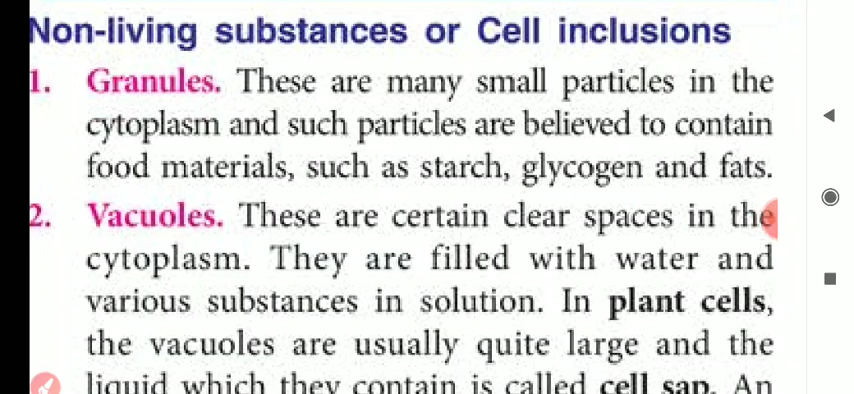 Non-living substances or Cell inclusions
1. Granules. These are many small particles in the
cytoplasm and such particles are believed to contain
food materials, such as starch, glycogen and fats.
2. Vacuoles. These are certain clear spaces in the
cytoplasm. They are filled with water and
various substances in solution. In plant cells,
the vacuoles are usually quite large and the
liquid which they contain is called cell sap. An